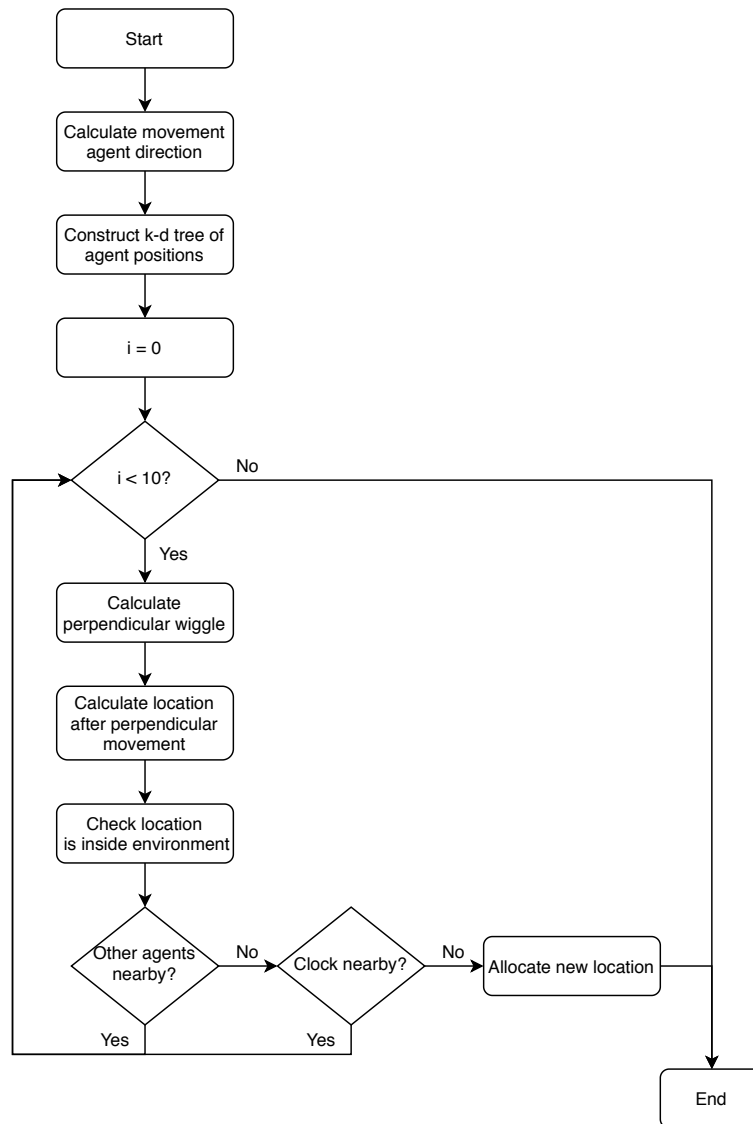 Start
Calculate movement
agent direction
Construct k-d tree of
agent positions
i = 0
i < 10?
No
Yes
Calculate
perpendicular wiggle
Calculate location
after perpendicular
movement
Check location
is inside environment
Other agents
nearby?
No
Clock nearby?
No
Allocate new location
Yes
Yes
End